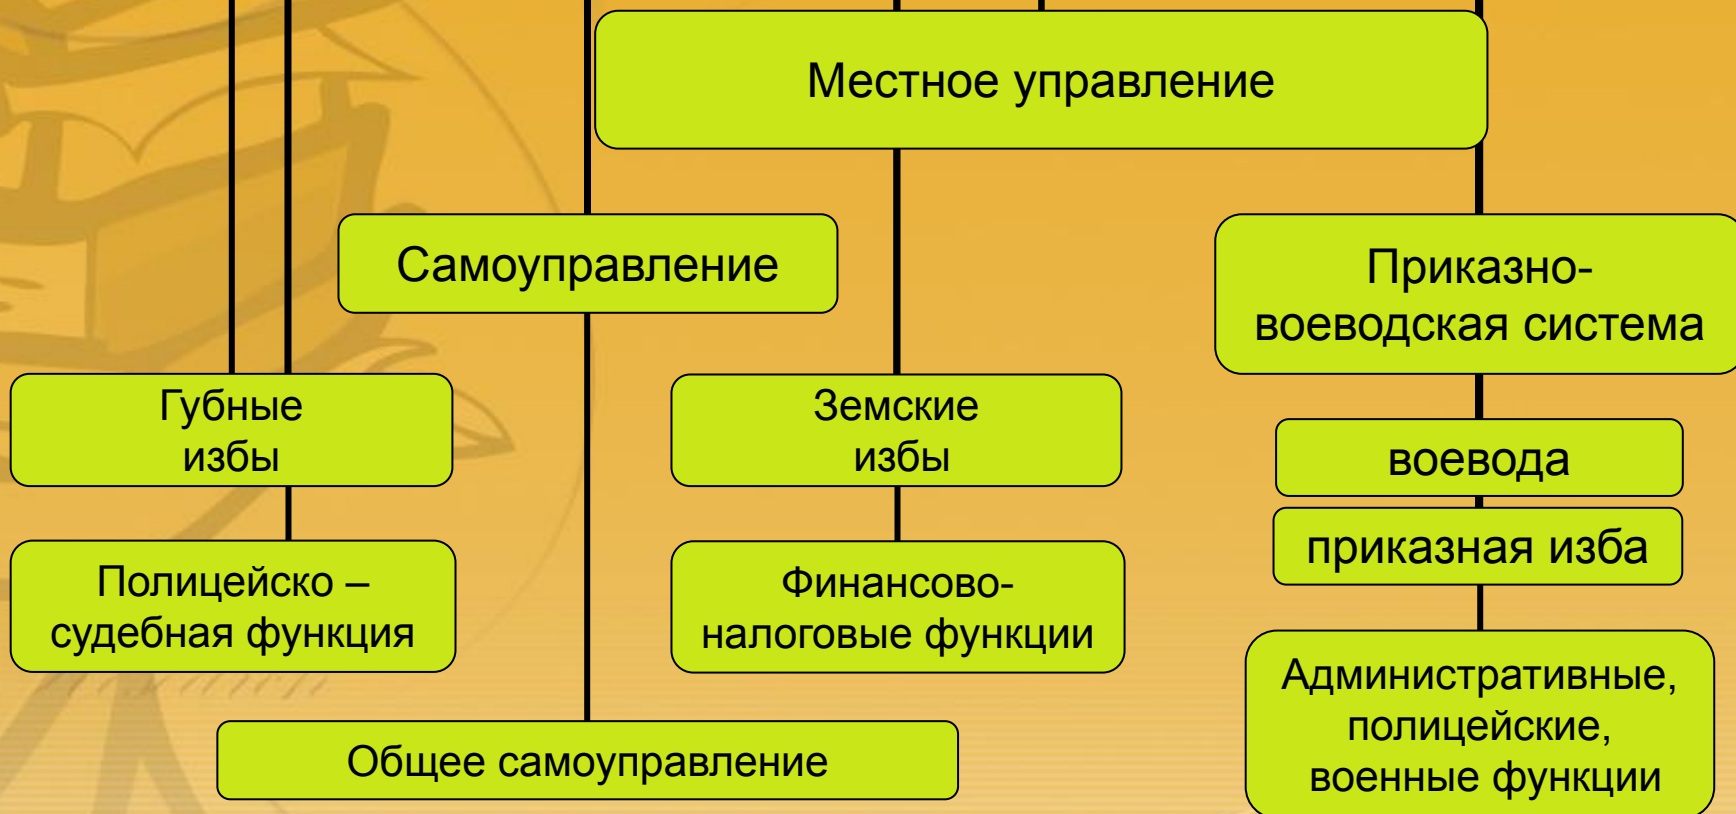 Местное управление
Самоуправление
Приказно-
воеводская система
Губные
избы
Земские
избы
воевода
приказная изба
Полицейско –
судебная функция
Финансово-
налоговые функции
Административные,
полицейские,
военные функции
Общее самоуправление